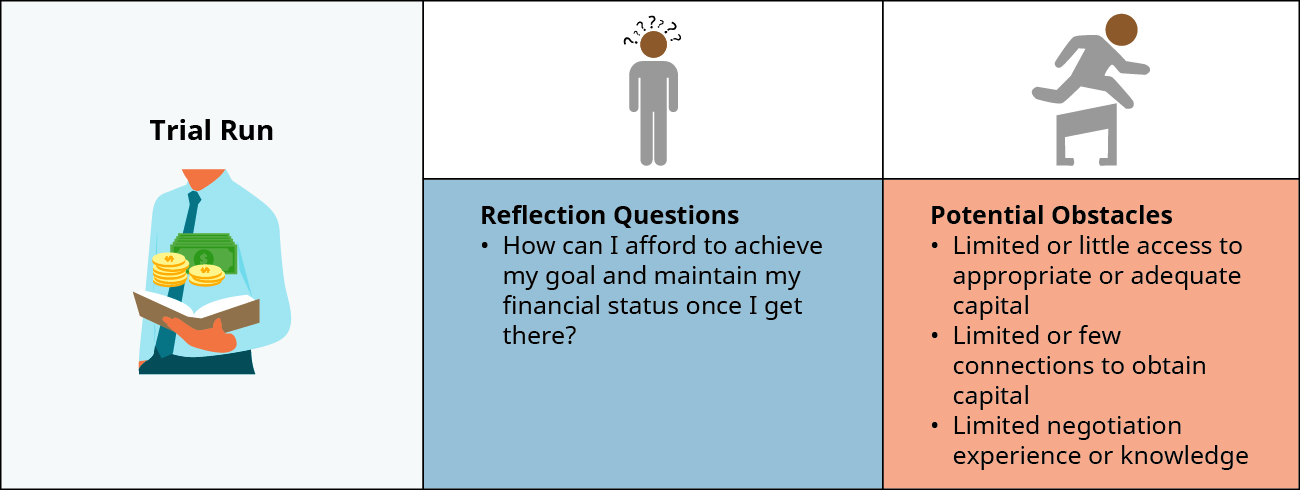 Trial Run
? ? ? ? ? ? ?
$
$ $
Reflection Questions
• How can I afford to achieve
my goal and maintain my
financial status once I get
there?
Potential Obstacles
• Limited or little access to
appropriate or adequate
capital
• Limited or few
connections to obtain
capital
• Limited negotiation
experience or knowledge